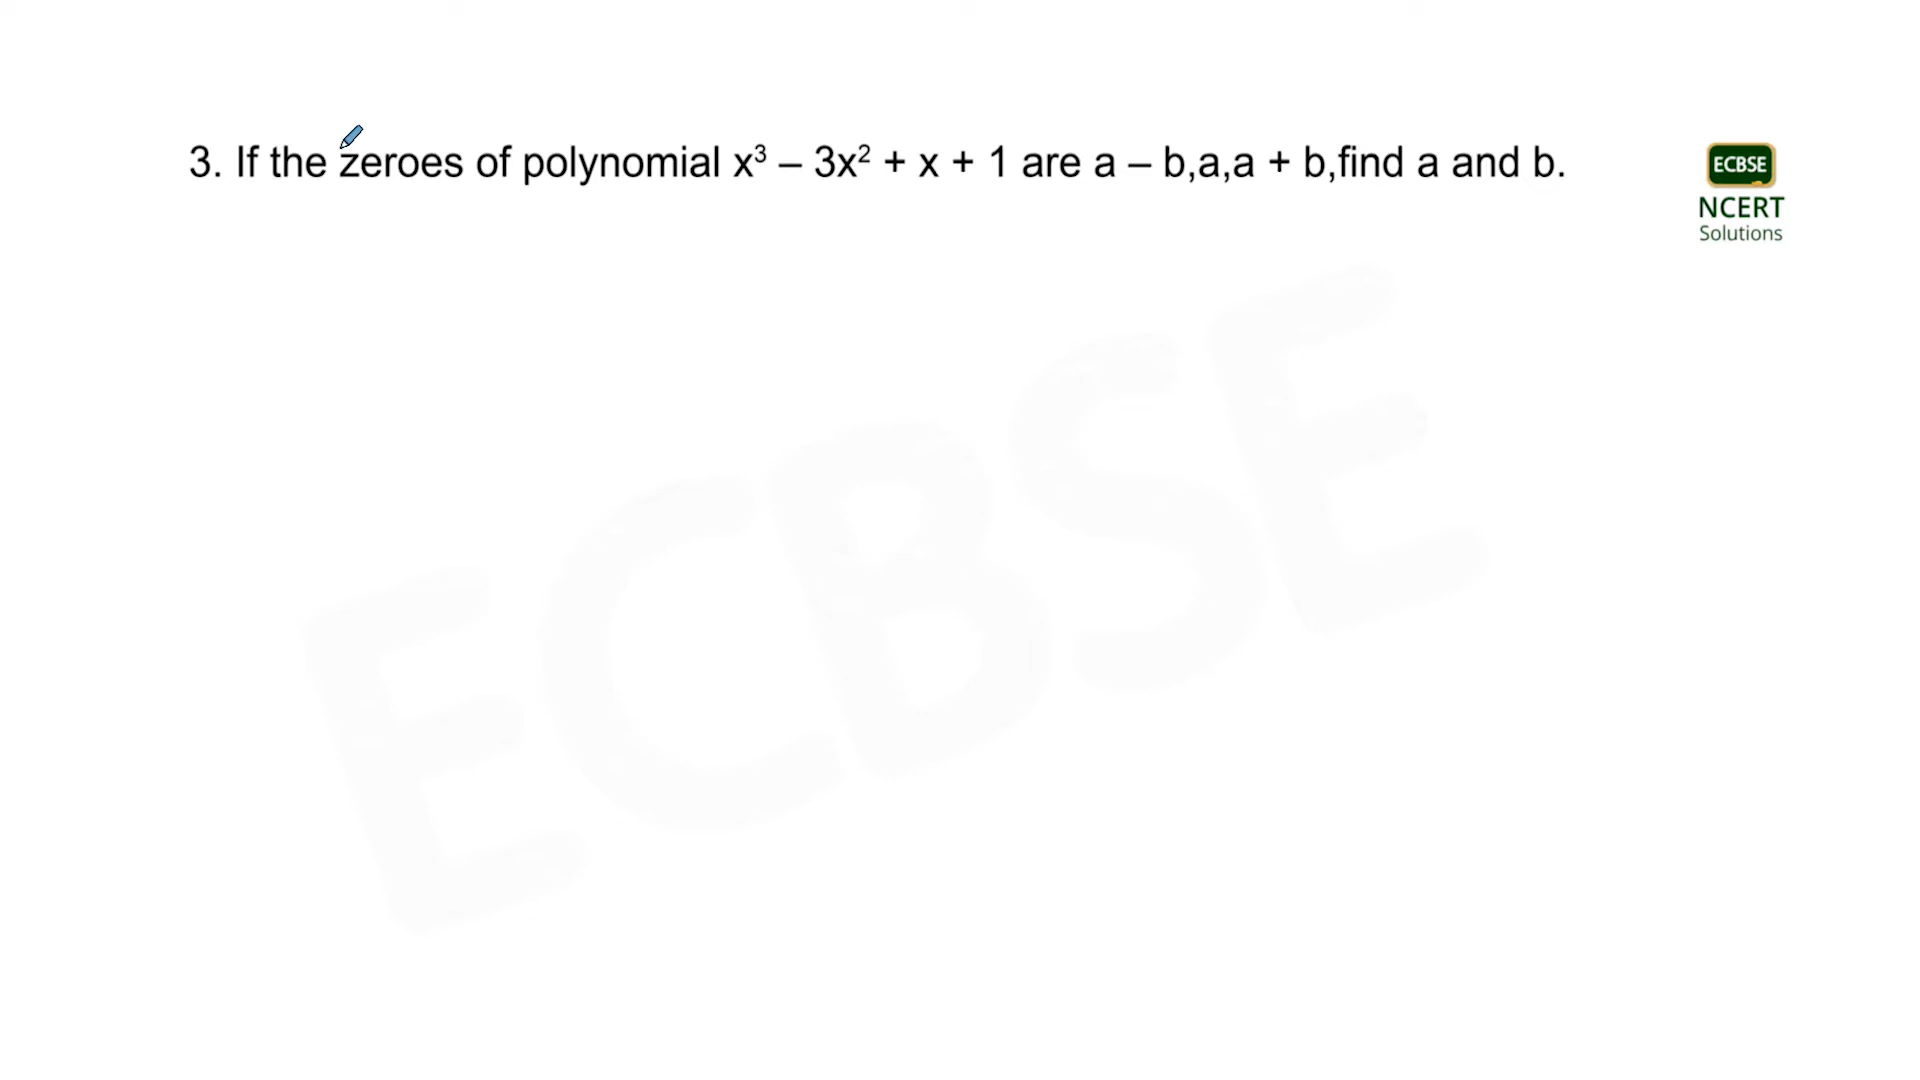 3. If the zeroes of polynomial x³ – 3x² + x + 1 are a – b,a,a + b,find a and b.
ECBSE
NCERT
Solutions
ECBSE